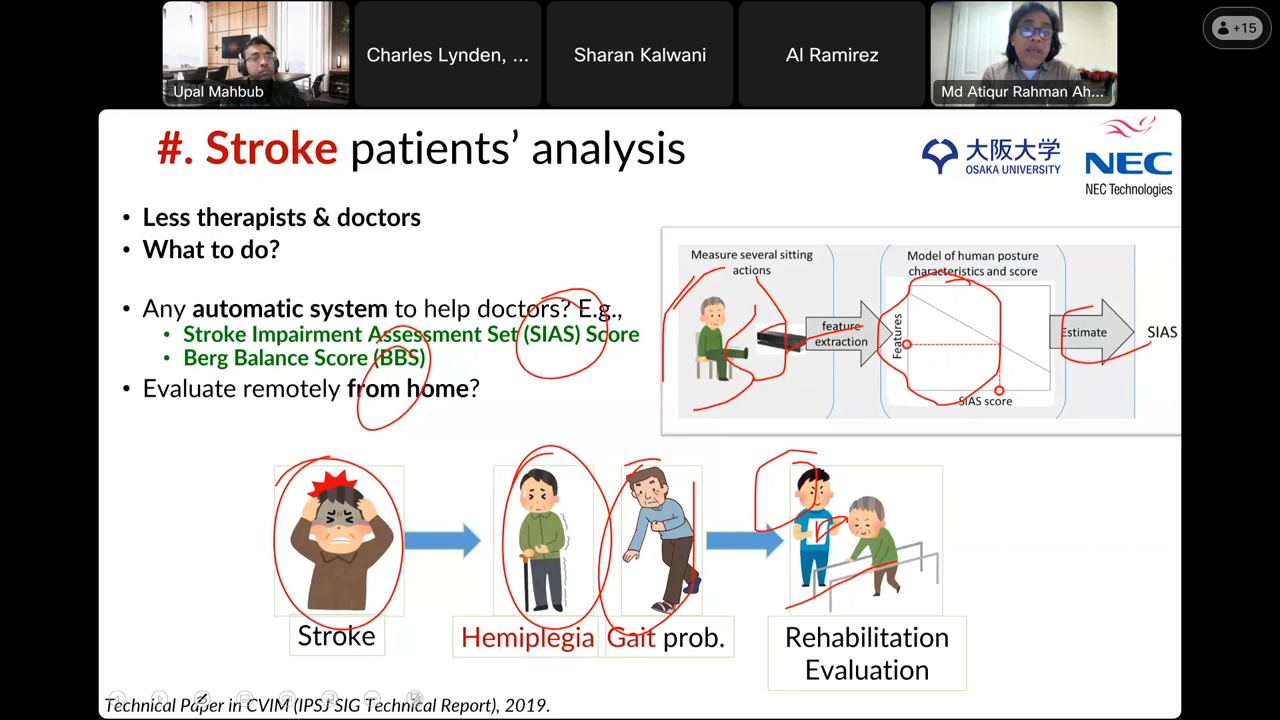 +15
Charles Lynden, ...
Sharan Kalwani
Al Ramirez
Upal Mahbub
Md Atiqur Rahman Ah...
#. Stroke patients’ analysis
大阪大学
OSAKA UNIVERSITY
NEC
NEC Technologies
• Less therapists & doctors
• What to do?
• Any automatic system to help doctors? E.g.,
• Stroke Impairment Assessment Set (SIAS) Score
• Berg Balance Score (BBS)
• Evaluate remotely from home?
Measure several sitting
actions
feature
extraction
Model of human posture
characteristics and score
Features
SIAS score
Estimate
SIAS
Stroke
Hemiplegia
Gait prob.
Rehabilitation
Evaluation
Technical Paper in CVIM (IPSJ SIG Technical Report), 2019.